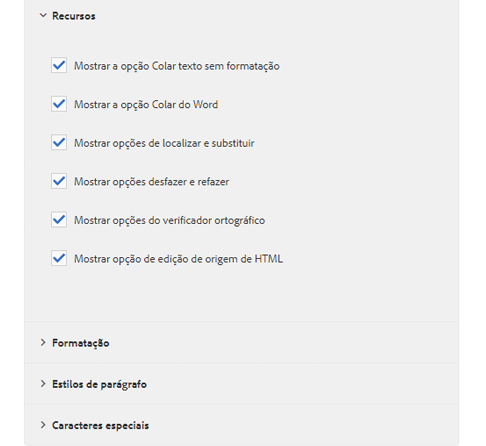 Recursos
Mostrar a opção Colar texto sem formatação
Mostrar a opção Colar do Word
Mostrar opções de localizar e substituir
Mostrar opções desfazer e refazer
Mostrar opções do verificador ortográfico
Mostrar opção de edição de origem de HTML
Formatação
Estilos de parágrafo
Caracteres especiais